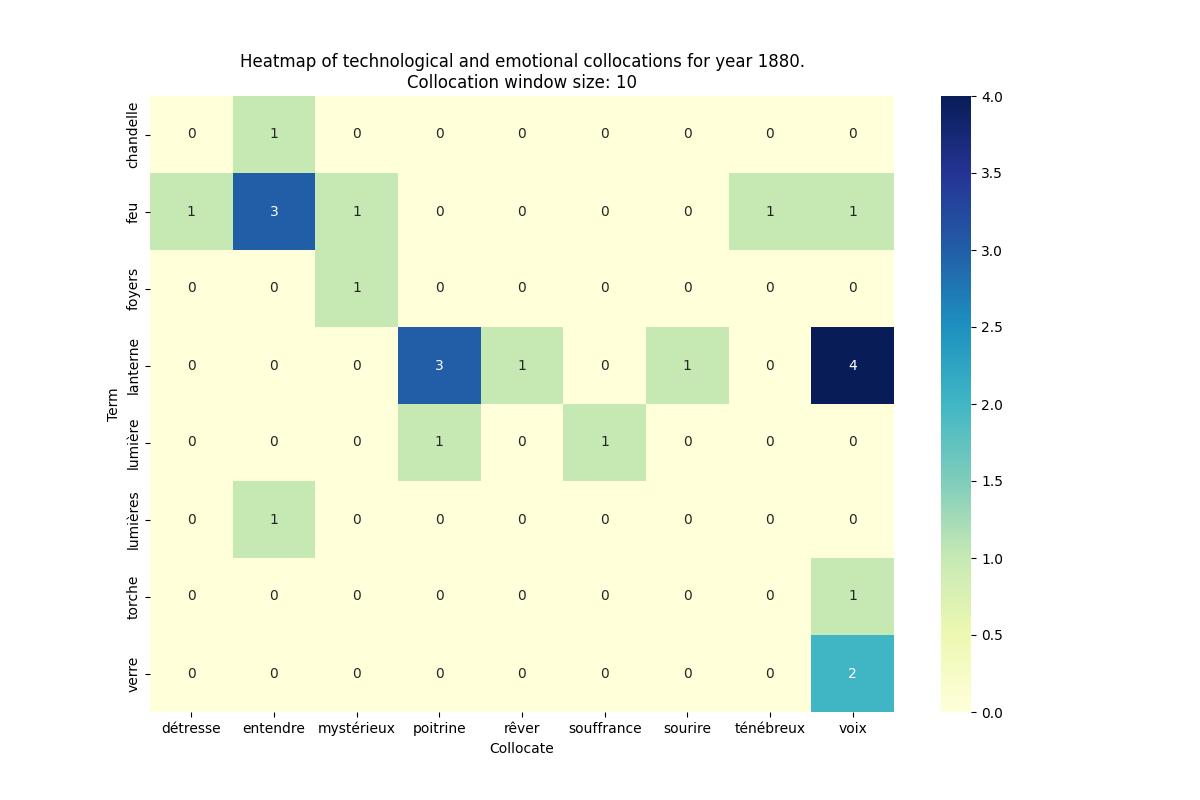 Heatmap of technological and emotional collocations for year 1880.
Collocation window size: 10
chandelle 0 1 0 0 0 0 0 0 0
feu 1 3 1 0 0 0 0 1 1
foyers 0 0 1 0 0 0 0 0 0
lanterne 0 0 0 3 1 0 1 0 4
lumière 0 0 0 1 0 1 0 0 0
lumières 0 1 0 0 0 0 0 0 0
torche 0 0 0 0 0 0 0 0 1
verre 0 0 0 0 0 0 0 0 2
Term
détresse entendre mystérieux poitrine rêver souffrance sourire ténébreux voix
Collocate
4.0
3.5
3.0
2.5
2.0
1.5
1.0
0.5
0.0